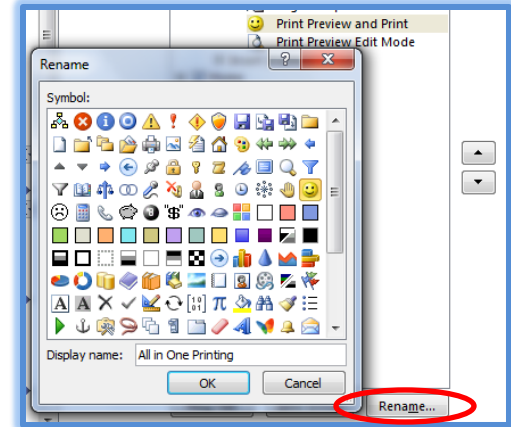 Print Preview and Print
Print Preview Edit Mode
Rename
Symbol:
Display name: All in One Printing
OK Cancel
Rename...